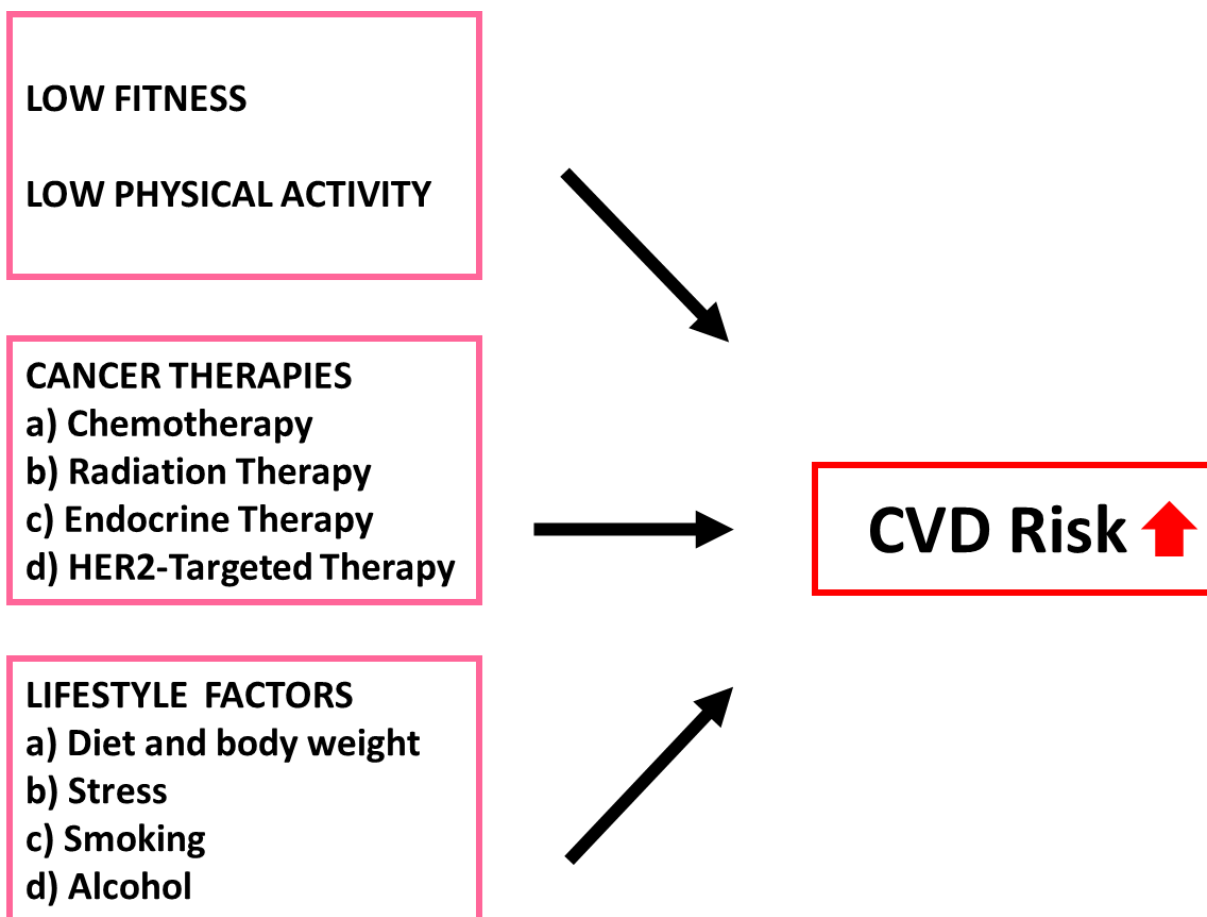 LOW FITNESS
LOW PHYSICAL ACTIVITY
CANCER THERAPIES
a) Chemotherapy
b) Radiation Therapy
c) Endocrine Therapy
d) HER2-Targeted Therapy
LIFESTYLE FACTORS
a) Diet and body weight
b) Stress
c) Smoking
d) Alcohol
CVD Risk